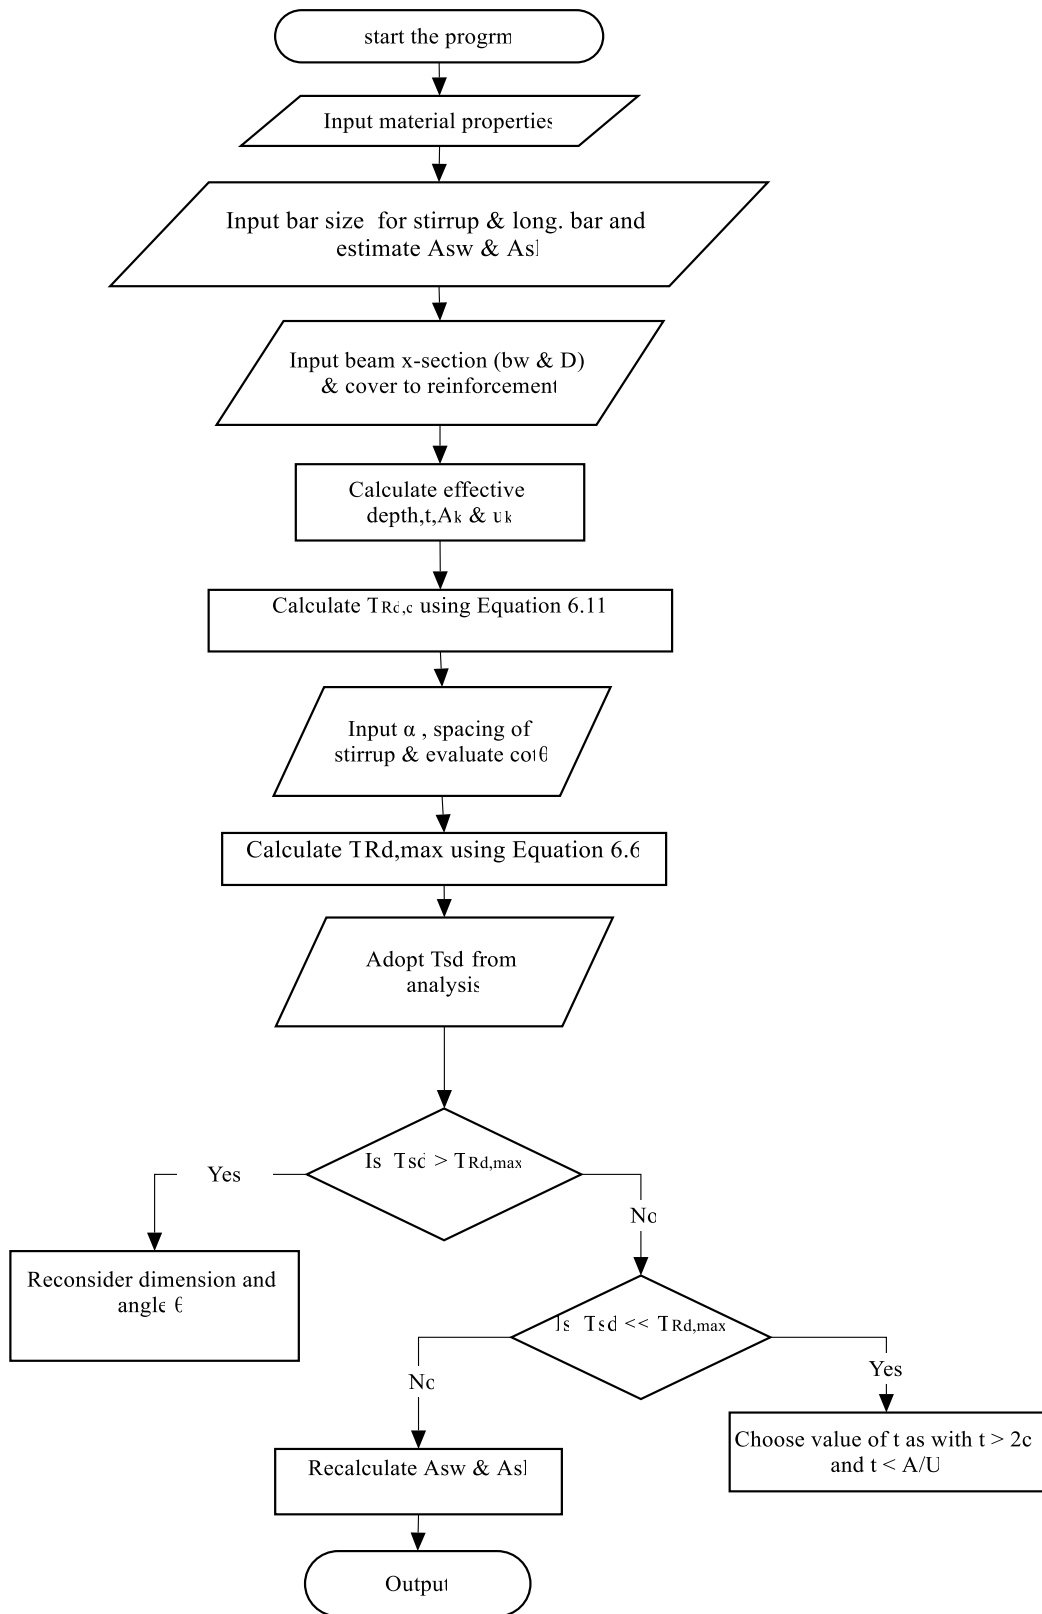 start the progrm
Input material properties
Input bar size for stirrup & long. bar and
estimate Asw & Asl
Input beam x-section (bw & D)
& cover to reinforcement
Calculate effective
depth,t,Ak & uk
Calculate TRd,c using Equation 6.11
Input α , spacing of
stirrup & evaluate cotθ
Calculate TRd,max using Equation 6.6
Adopt Tsd from
analysis
Is Tsd > TRd,max
Yes
No
Reconsider dimension and
angle θ
Is Tsd << TRd,max
No
Yes
Choose value of t as with t > 2c
and t < A/U
Recalculate Asw & Asl
Output